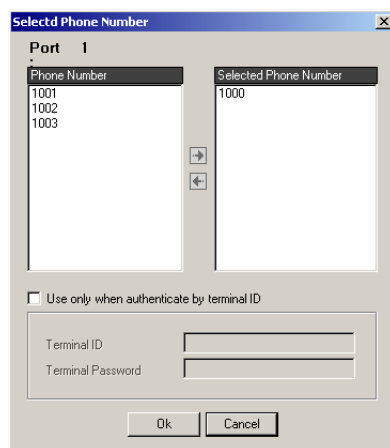 Selectd Phone Number
Port 1
:
Phone Number
1001
1002
1003
Selected Phone Number
1000
Use only when authenticate by terminal ID
Terminal ID
Terminal Password
Ok
Cancel